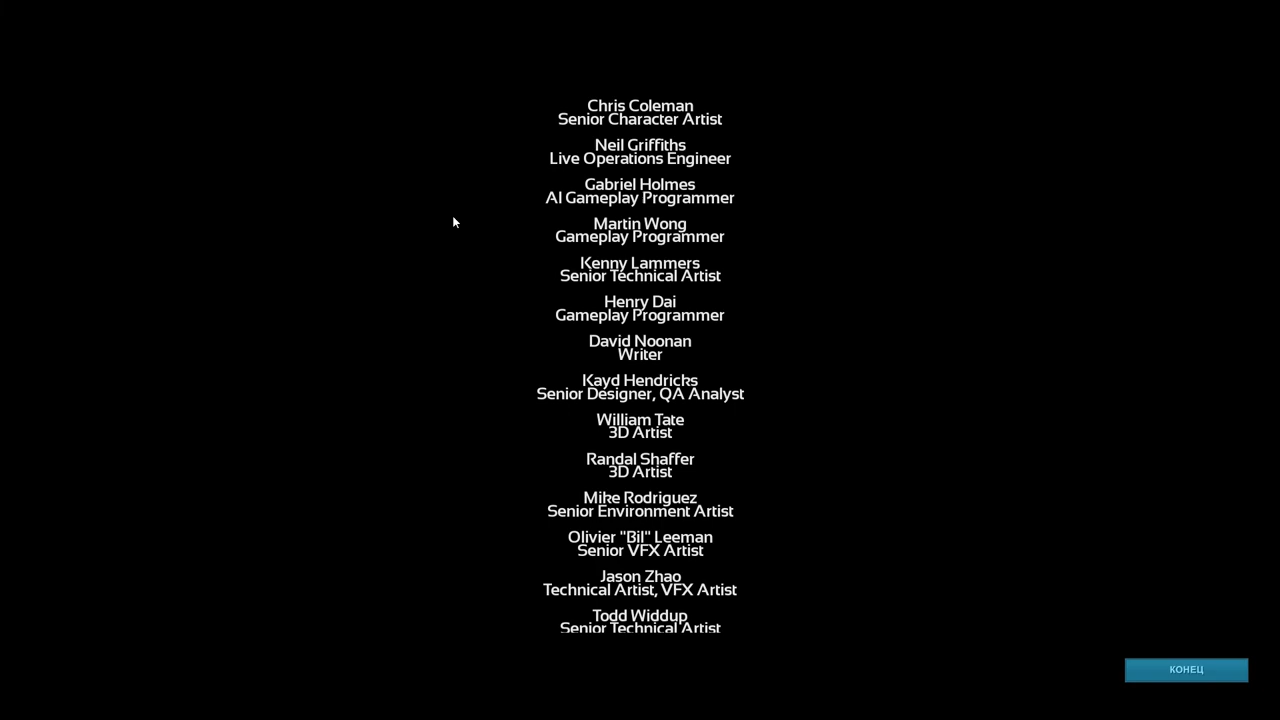 Chris Coleman
Senior Character Artist
Neil Griffiths
Live Operations Engineer
Gabriel Holmes
AI Gameplay Programmer
Martin Wong
Gameplay Programmer
Kenny Lammers
Senior Technical Artist
Henry Dai
Gameplay Programmer
David Noonan
Writer
Kayd Hendricks
Senior Designer, QA Analyst
William Tate
3D Artist
Randal Shaffer
3D Artist
Mike Rodriguez
Senior Environment Artist
Olivier "Bil" Leeman
Senior VFX Artist
Jason Zhao
Technical Artist, VFX Artist
Todd Widdup
Senior Technical Artist
КОНЕЦ